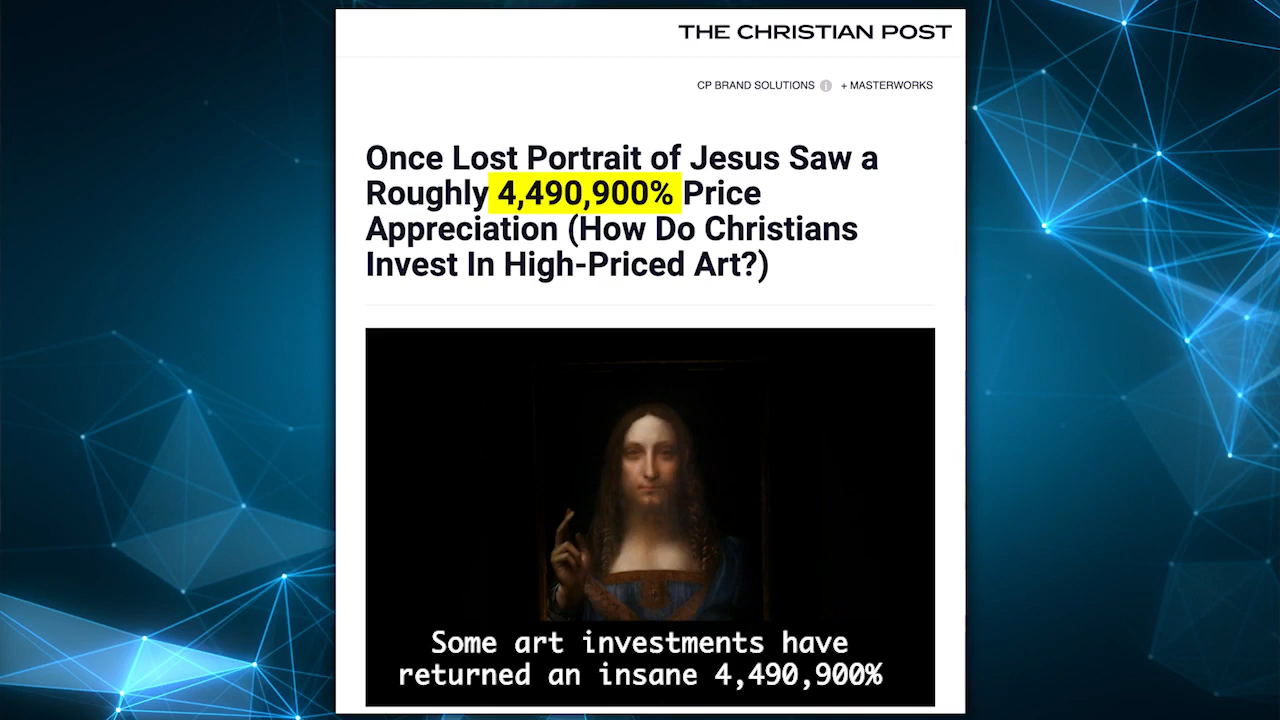 THE CHRISTIAN POST
CP BRAND SOLUTIONS i + MASTERWORKS
Once Lost Portrait of Jesus Saw a
Roughly 4,490,900% Price
Appreciation (How Do Christians
Invest In High-Priced Art?)
Some art investments have
returned an insane 4,490,900%